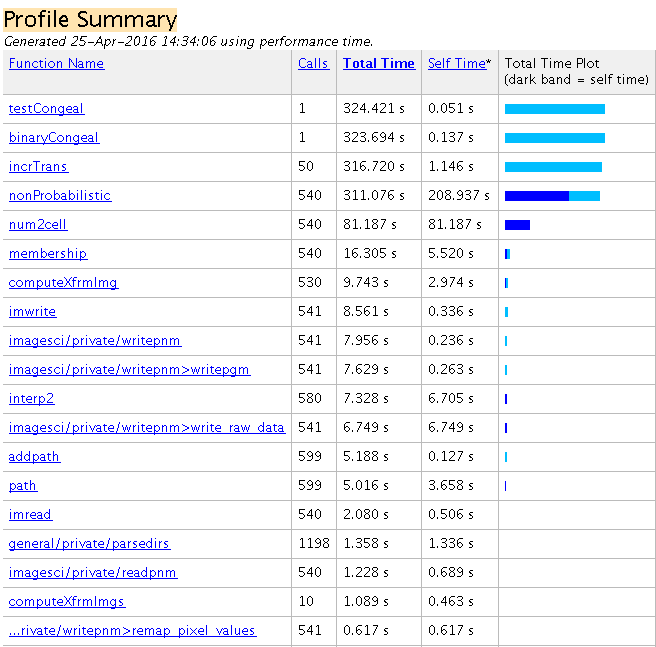 Profile Summary
Generated 25-Apr-2016 14:34:06 using performance time.
Function Name Calls Total Time Self Time* Total Time Plot
(dark band = self time)
testCongeal 1 324.421 s 0.051 s
binaryCongeal 1 323.694 s 0.137 s
incrTrans 50 316.720 s 1.146 s
nonProbabilistic 540 311.076 s 208.937 s
num2cell 540 81.187 s 81.187 s
membership 540 16.305 s 5.520 s
computeXfrmImg 530 9.743 s 2.974 s
imwrite 541 8.561 s 0.336 s
imagesci/private/writepnm 541 7.956 s 0.236 s
imagesci/private/writepnm>writepgm 541 7.629 s 0.263 s
interp2 580 7.328 s 6.705 s
imagesci/private/writepnm>write_raw_data 541 6.749 s 6.749 s
addpath 599 5.188 s 0.127 s
path 599 5.016 s 3.658 s
imread 540 2.080 s 0.506 s
general/private/parsedirs 1198 1.358 s 1.336 s
imagesci/private/readpnm 540 1.228 s 0.689 s
computeXfrmImgs 10 1.089 s 0.463 s
...rivate/writepnm>remap_pixel_values 541 0.617 s 0.617 s